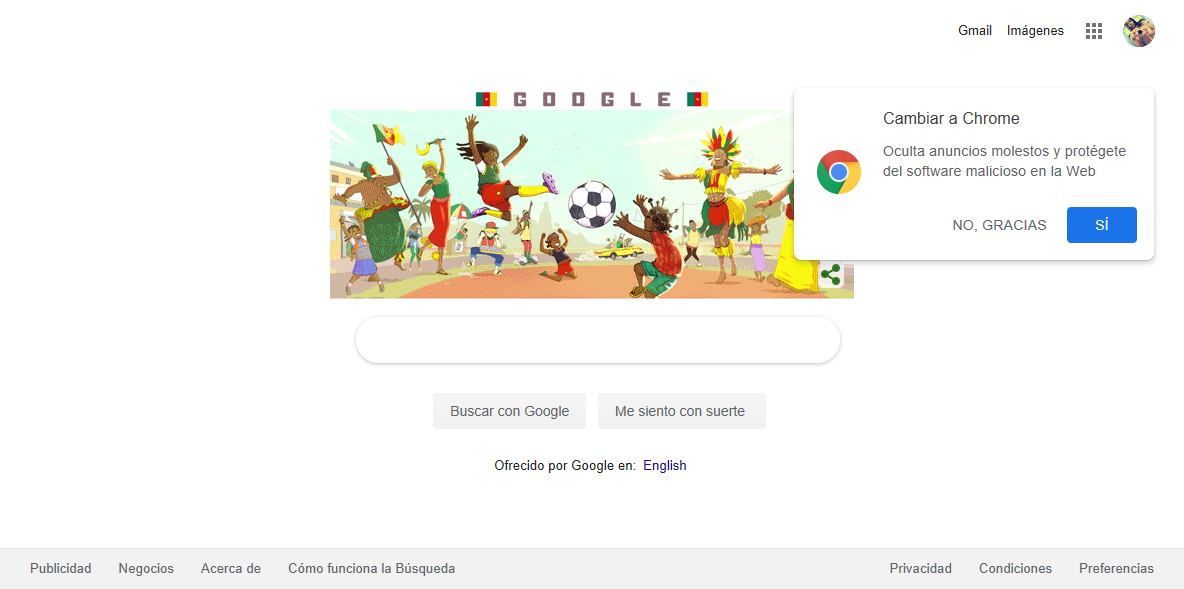 Gmail Imágenes
GOOGLE
Cambiar a Chrome
Oculta anuncios molestos y protégete
del software malicioso en la Web
NO, GRACIAS SÍ
Buscar con Google Me siento con suerte
Ofrecido por Google en: English
Publicidad Negocios Acerca de Cómo funciona la Búsqueda Privacidad Condiciones Preferencias